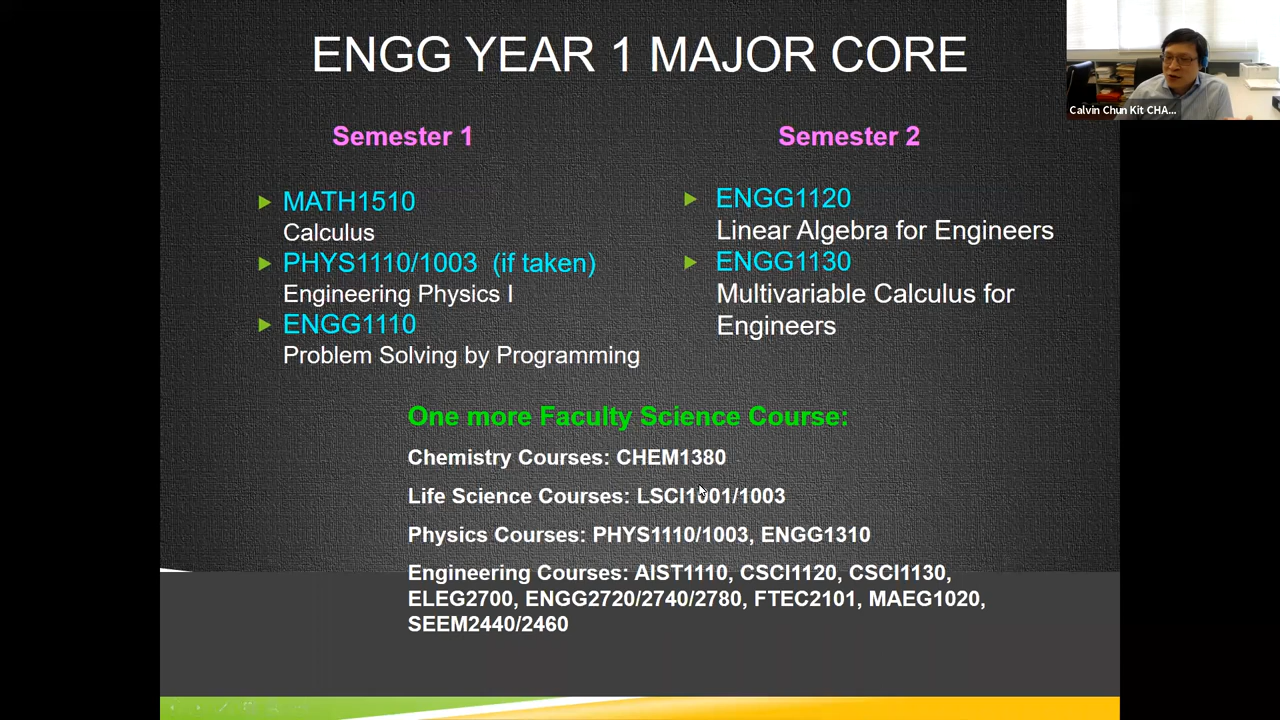 ENGG YEAR 1 MAJOR CORE
Calvin Chun Kit CHA...
Semester 1
MATH1510
Calculus
PHYS1110/1003 (if taken)
Engineering Physics I
ENGG1110
Problem Solving by Programming
Semester 2
ENGG1120
Linear Algebra for Engineers
ENGG1130
Multivariable Calculus for
Engineers
One more Faculty Science Course:
Chemistry Courses: CHEM1380
Life Science Courses: LSCI1001/1003
Physics Courses: PHYS1110/1003, ENGG1310
Engineering Courses: AIST1110, CSCI1120, CSCI1130,
ELEG2700, ENGG2720/2740/2780, FTEC2101, MAEG1020,
SEEM2440/2460